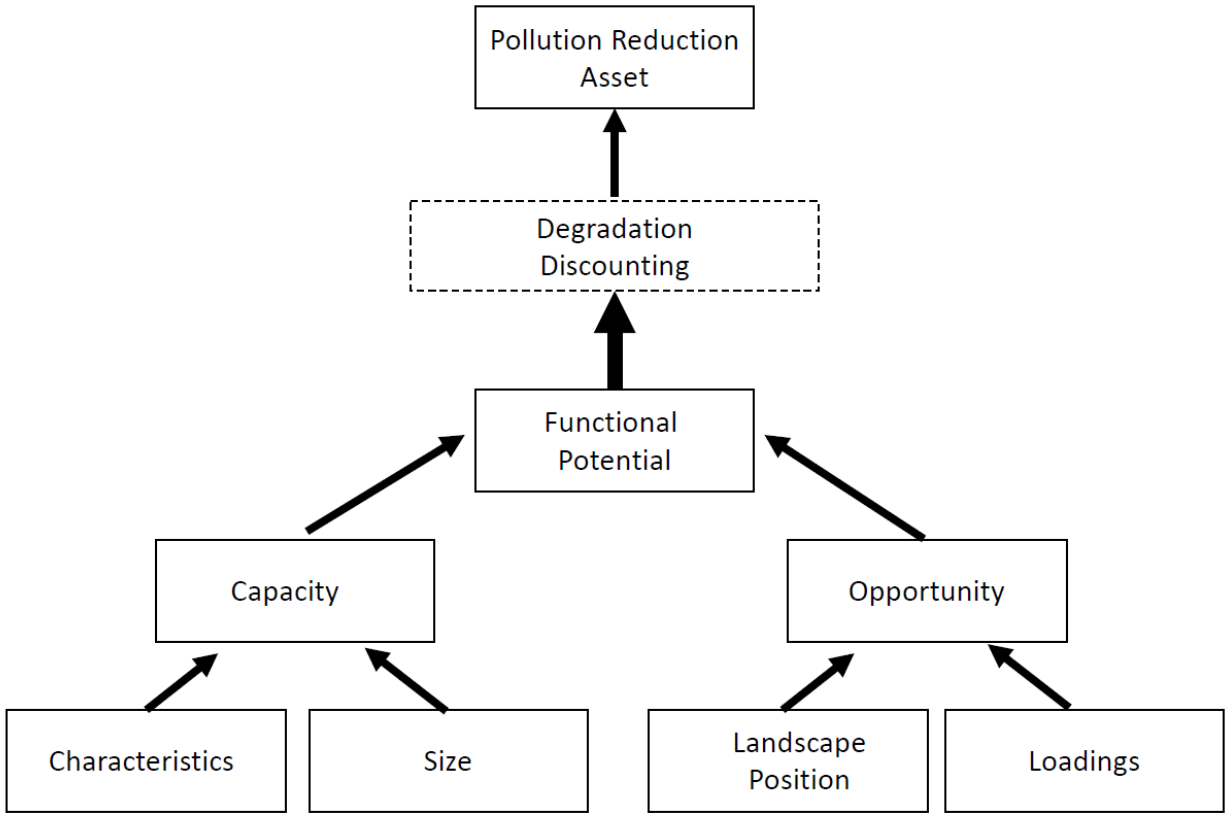 Pollution Reduction
Asset
Degradation
Discounting
Functional
Potential
Capacity
Opportunity
Characteristics
Size
Landscape
Position
Loadings